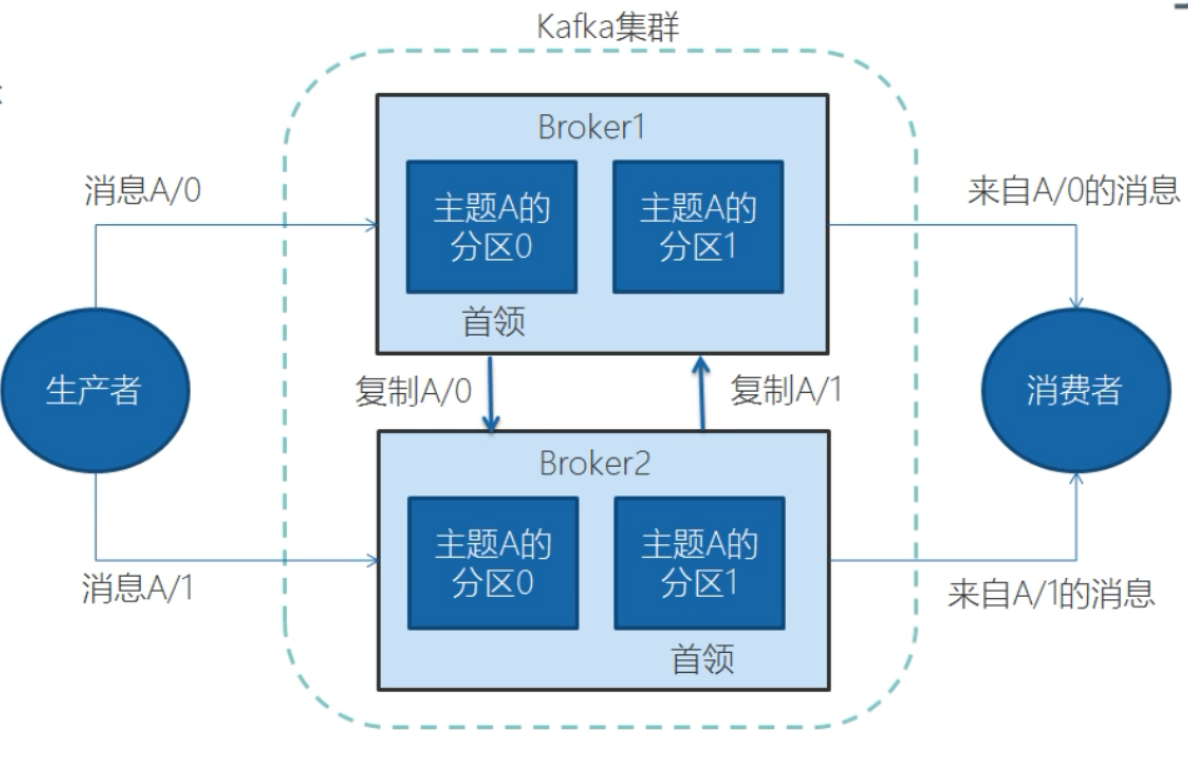 Kafka集群
Broker1
消息A/0
来自A/0的消息
主题A的
分区0
主题A的
分区1
首领
生产者
复制A/0
复制A/1
消费者
Broker2
主题A的
分区0
主题A的
分区1
消息A/1
来自A/1的消息
首领